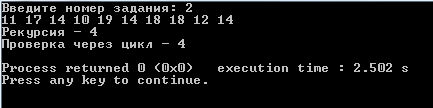 Введите номер задания: 2
11 17 14 10 19 14 18 18 12 14
Рекурсия - 4
Проверка через цикл - 4
Process returned 0 (0x0)   execution time : 2.502 s
Press any key to continue.